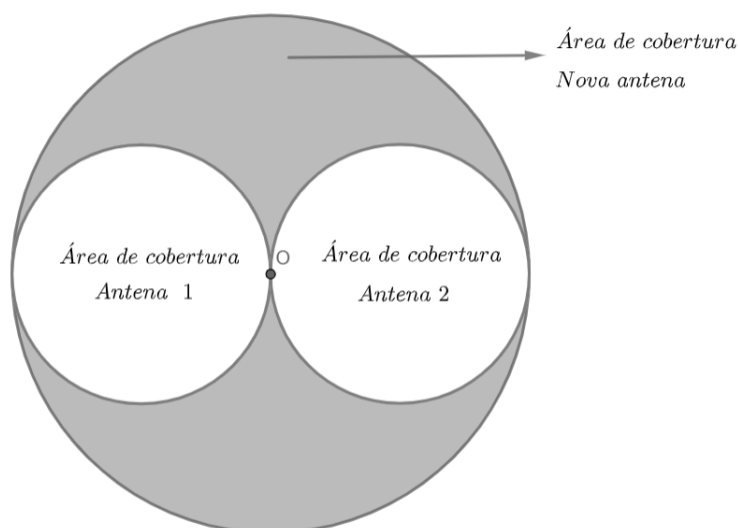 Área de cobertura
Nova antena
O
Área de cobertura
Antena 1
Área de cobertura
Antena 2